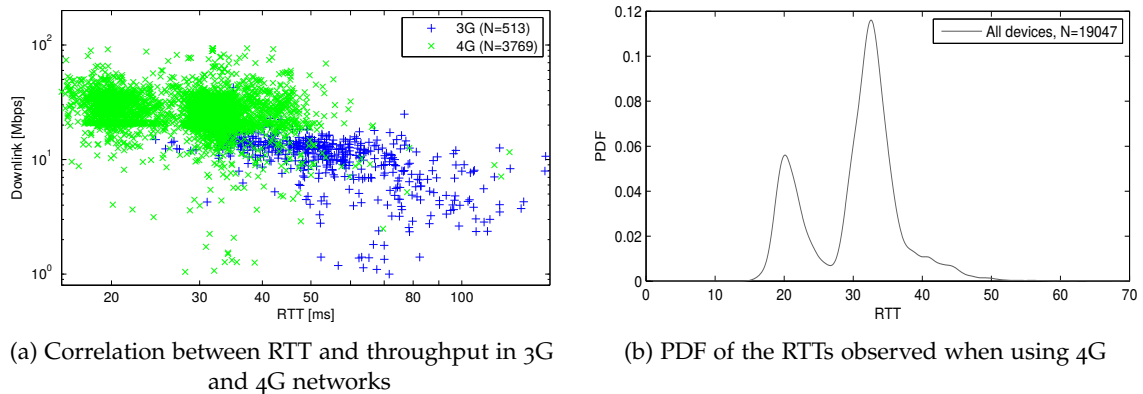 3G (N=513)
4G (N=3769)
Downlink [Mbps]
10²
10¹
10⁰
20 30 40 50 60 80 100
RTT [ms]
(a) Correlation between RTT and throughput in 3G
and 4G networks
All devices, N=19047
PDF
0.12
0.1
0.08
0.06
0.04
0.02
0
0 10 20 30 40 50 60 70
RTT
(b) PDF of the RTTs observed when using 4G